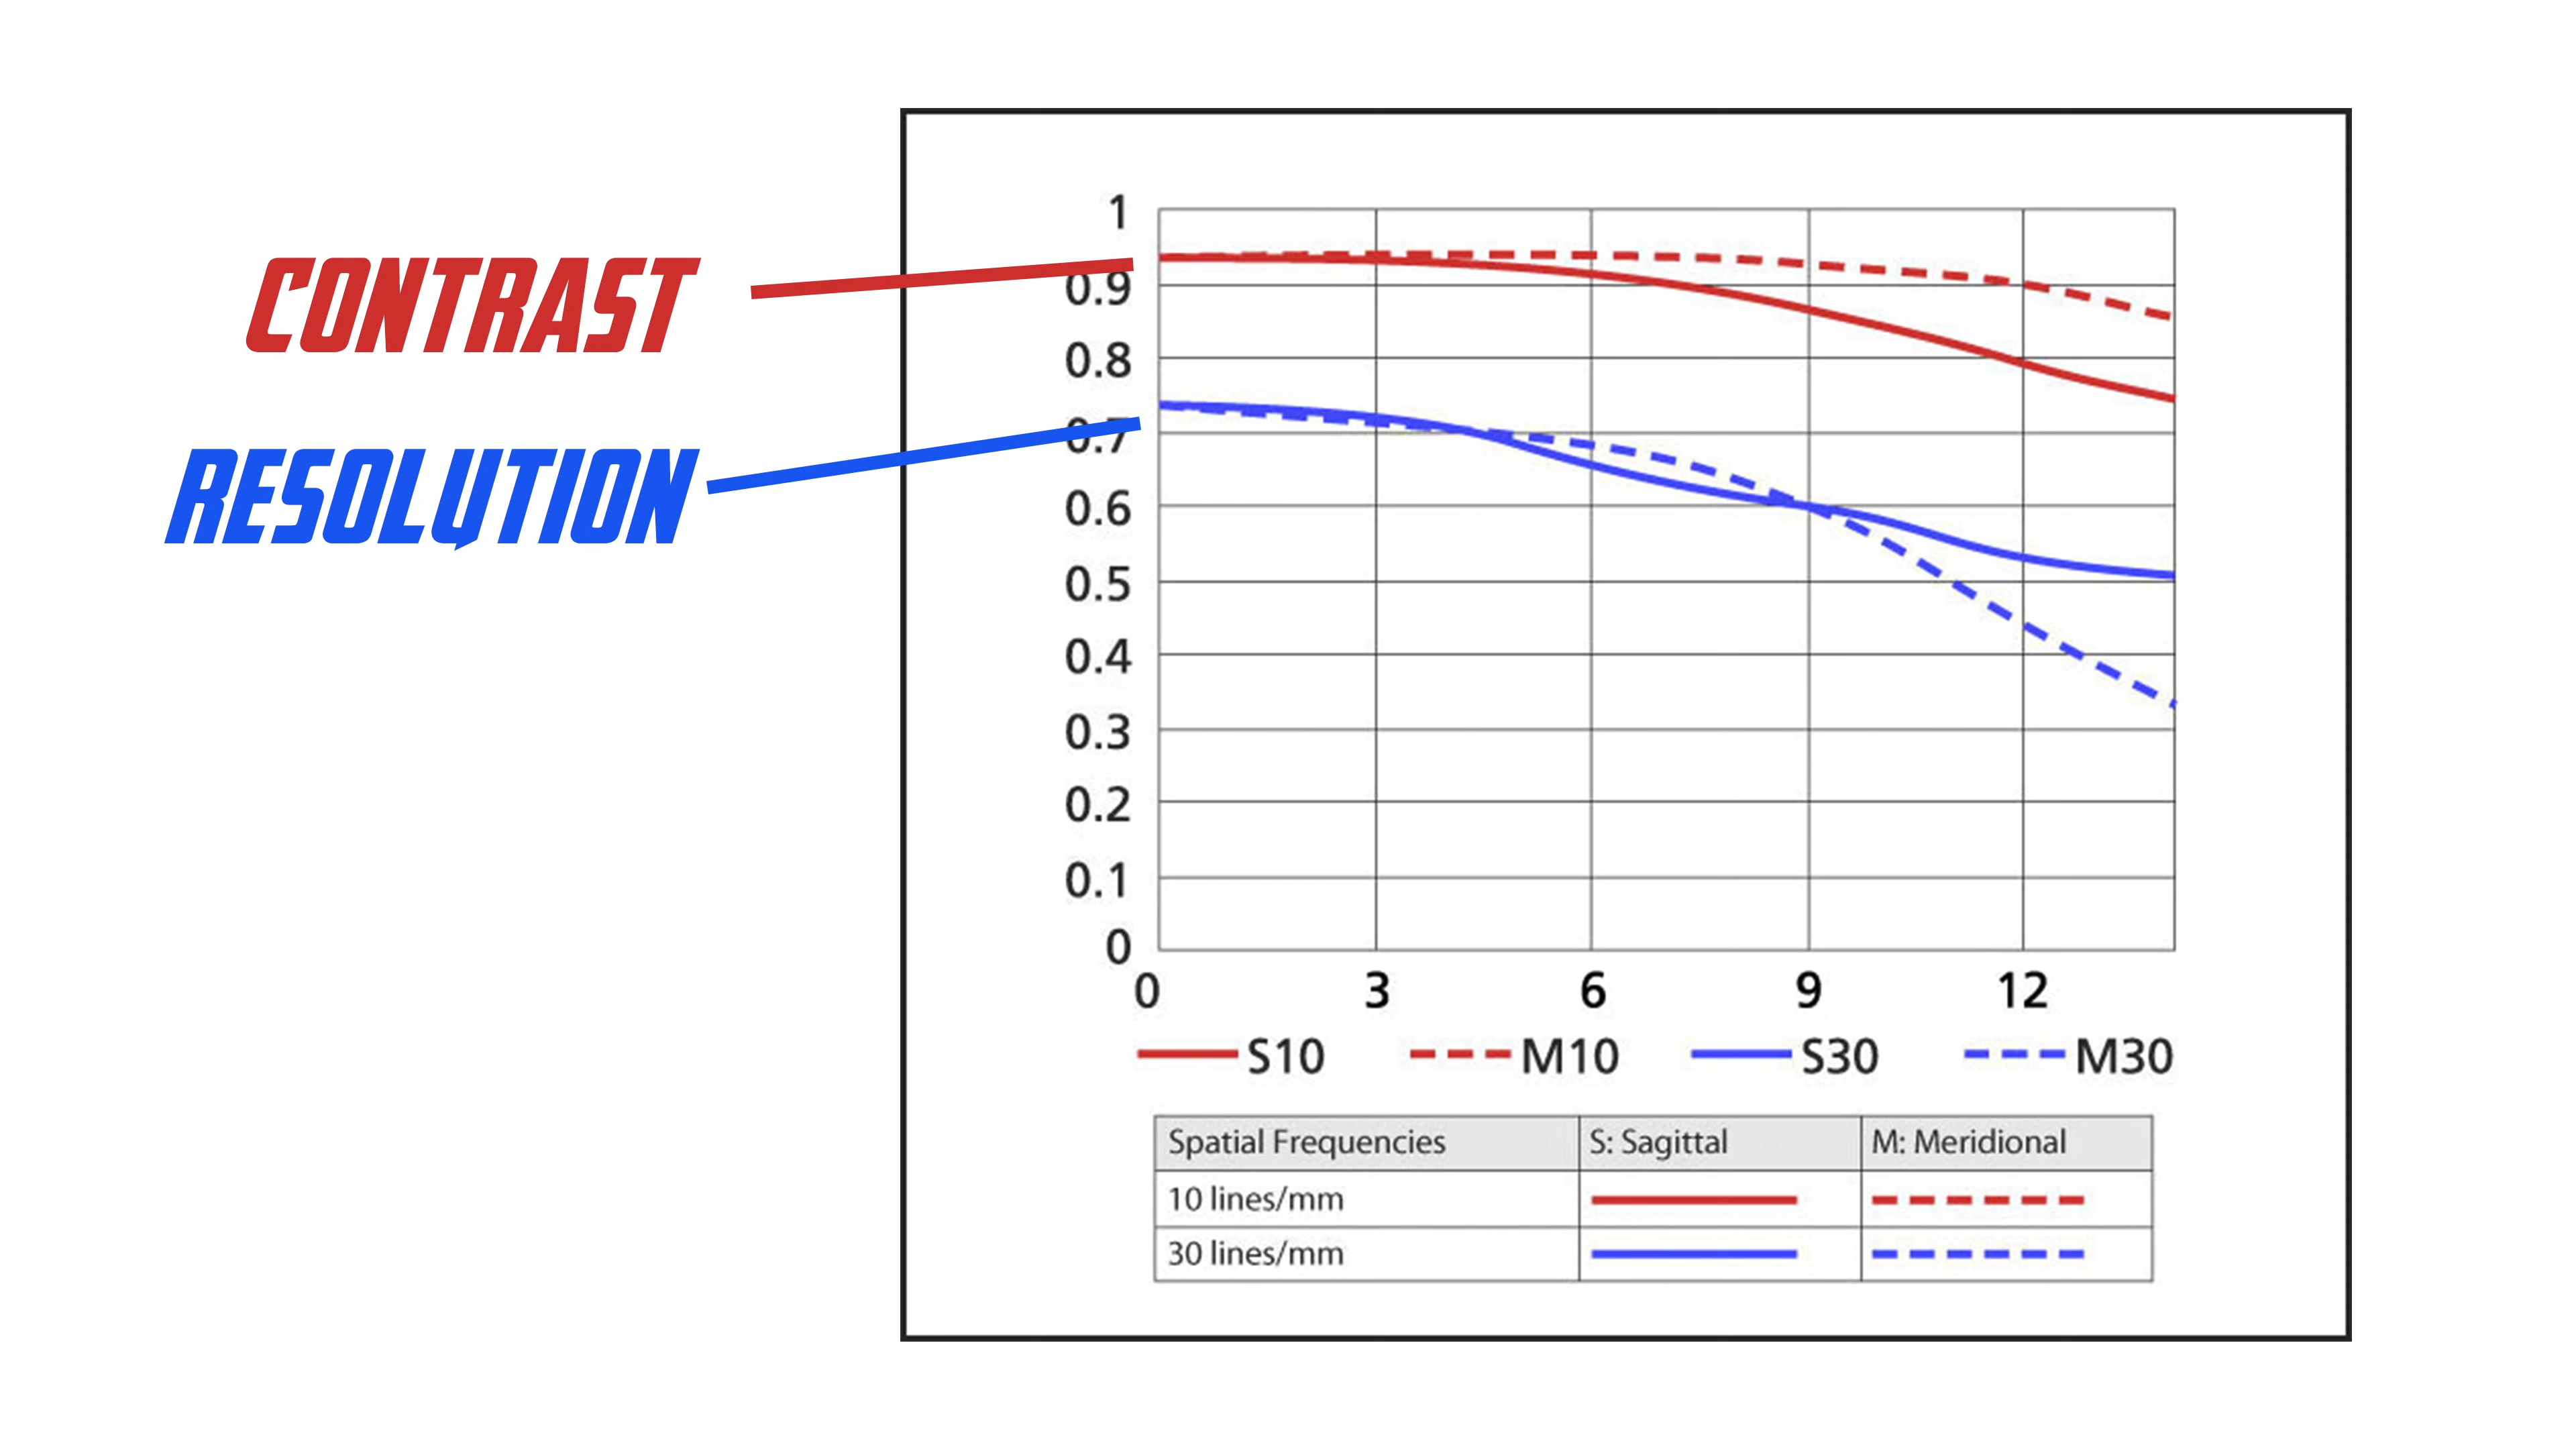 CONTRAST
RESOLUTION
1
0.9
0.8
0.7
0.6
0.5
0.4
0.3
0.2
0.1
0
0 3 6 9 12
S10 M10 S30 M30
Spatial Frequencies S: Sagittal M: Meridional
10 lines/mm
30 lines/mm